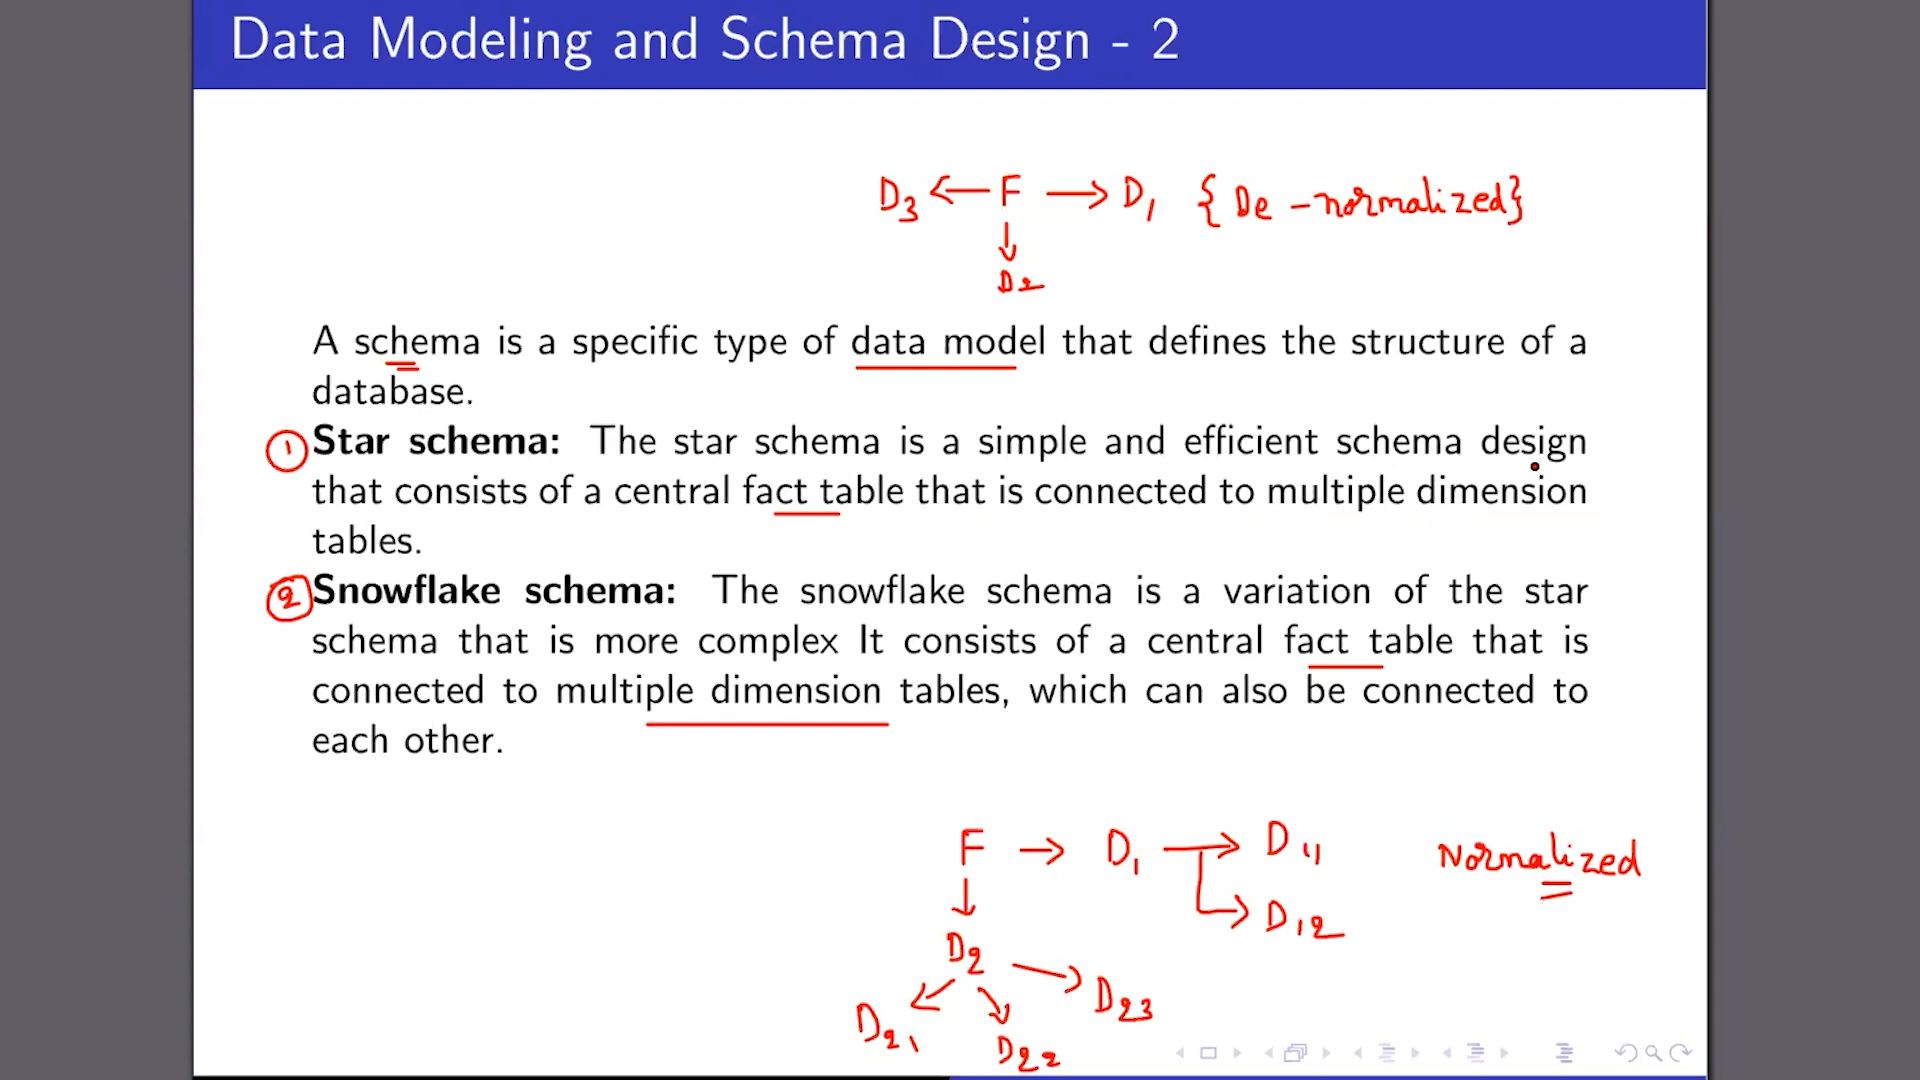 Data Modeling and Schema Design - 2
D3 ← F → D1 { De - normalized }
↓
D2
A schema is a specific type of data model that defines the structure of a
database.
1 Star schema: The star schema is a simple and efficient schema design
that consists of a central fact table that is connected to multiple dimension
tables.
2 Snowflake schema: The snowflake schema is a variation of the star
schema that is more complex It consists of a central fact table that is
connected to multiple dimension tables, which can also be connected to
each other.
F → D1 → D11 Normalized
↓ → D12
D2 → D23
D21 D22